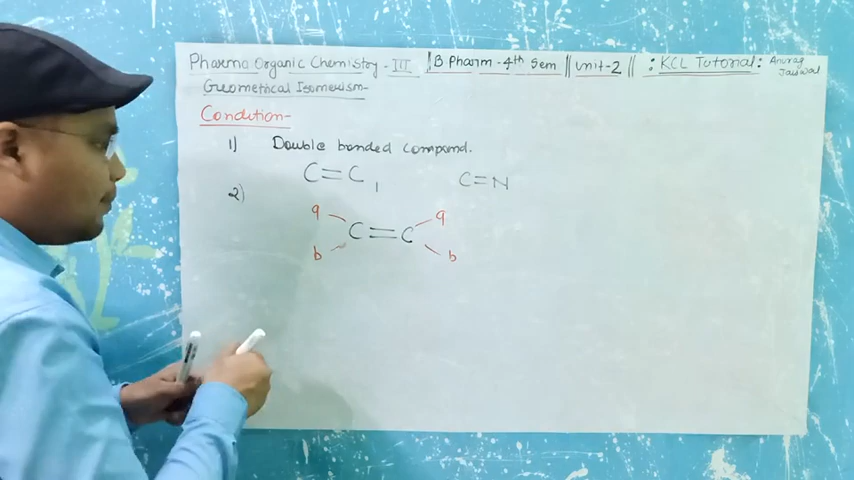 Pharma Organic Chemistry - III || B Pharm - 4th Sem || Unit-2 || : KCL Tutorial : Anurag Jaiswal
Geometrical Isomerism-
Condition-
1) Double bonded compound.
C=C, C=N
2)
a a
C=C
b b